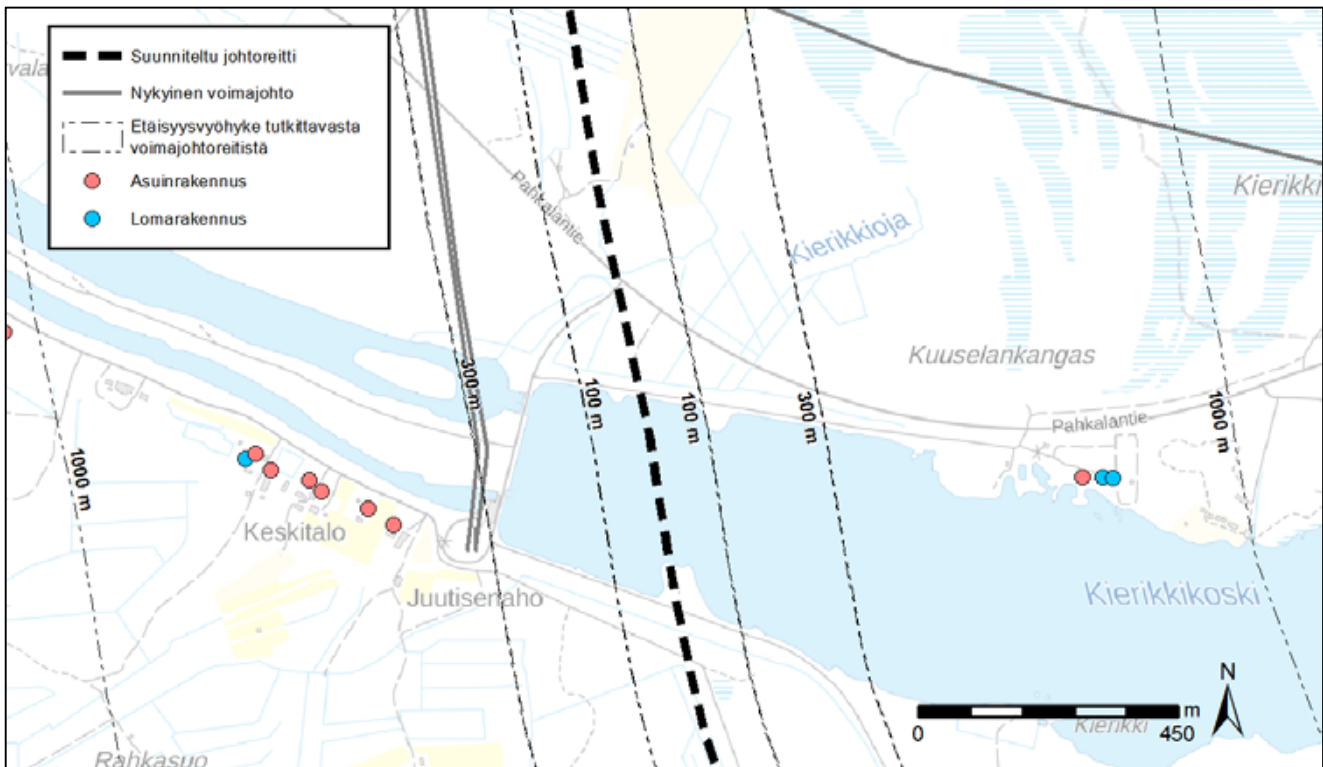 Suunniteltu johtoreitti
Nykyinen voimajohto
Etäisyysvyöhyke tutkittavasta
voimajohtoreitistä
Asuinrakennus
Lomarakennus
Pahkalantie
Kierikkioja
Kierikki
Kuuselankangas
300 m
100 m
100 m
300 m
1000 m
Pahkalantie
1000 m
Keskitalo
Juutisenaho
Kierikkikoski
N
m
0
450
Kierikki
Rahkasuo